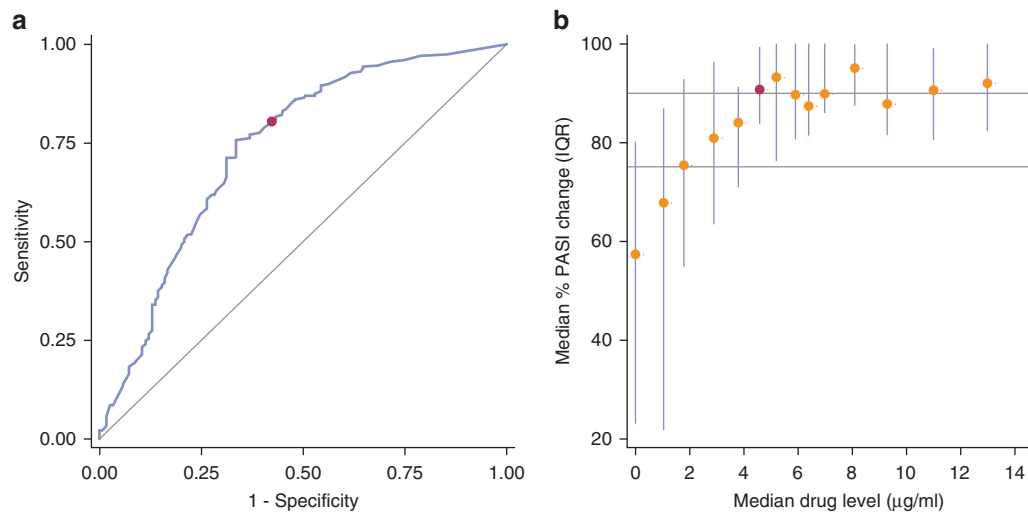 a
1.00
0.75
0.50
0.25
0.00
Sensitivity
0.00 0.25 0.50 0.75 1.00
1 - Specificity
b
100
80
60
40
20
Median % PASI change (IQR)
0 2 4 6 8 10 12 14
Median drug level (μg/ml)